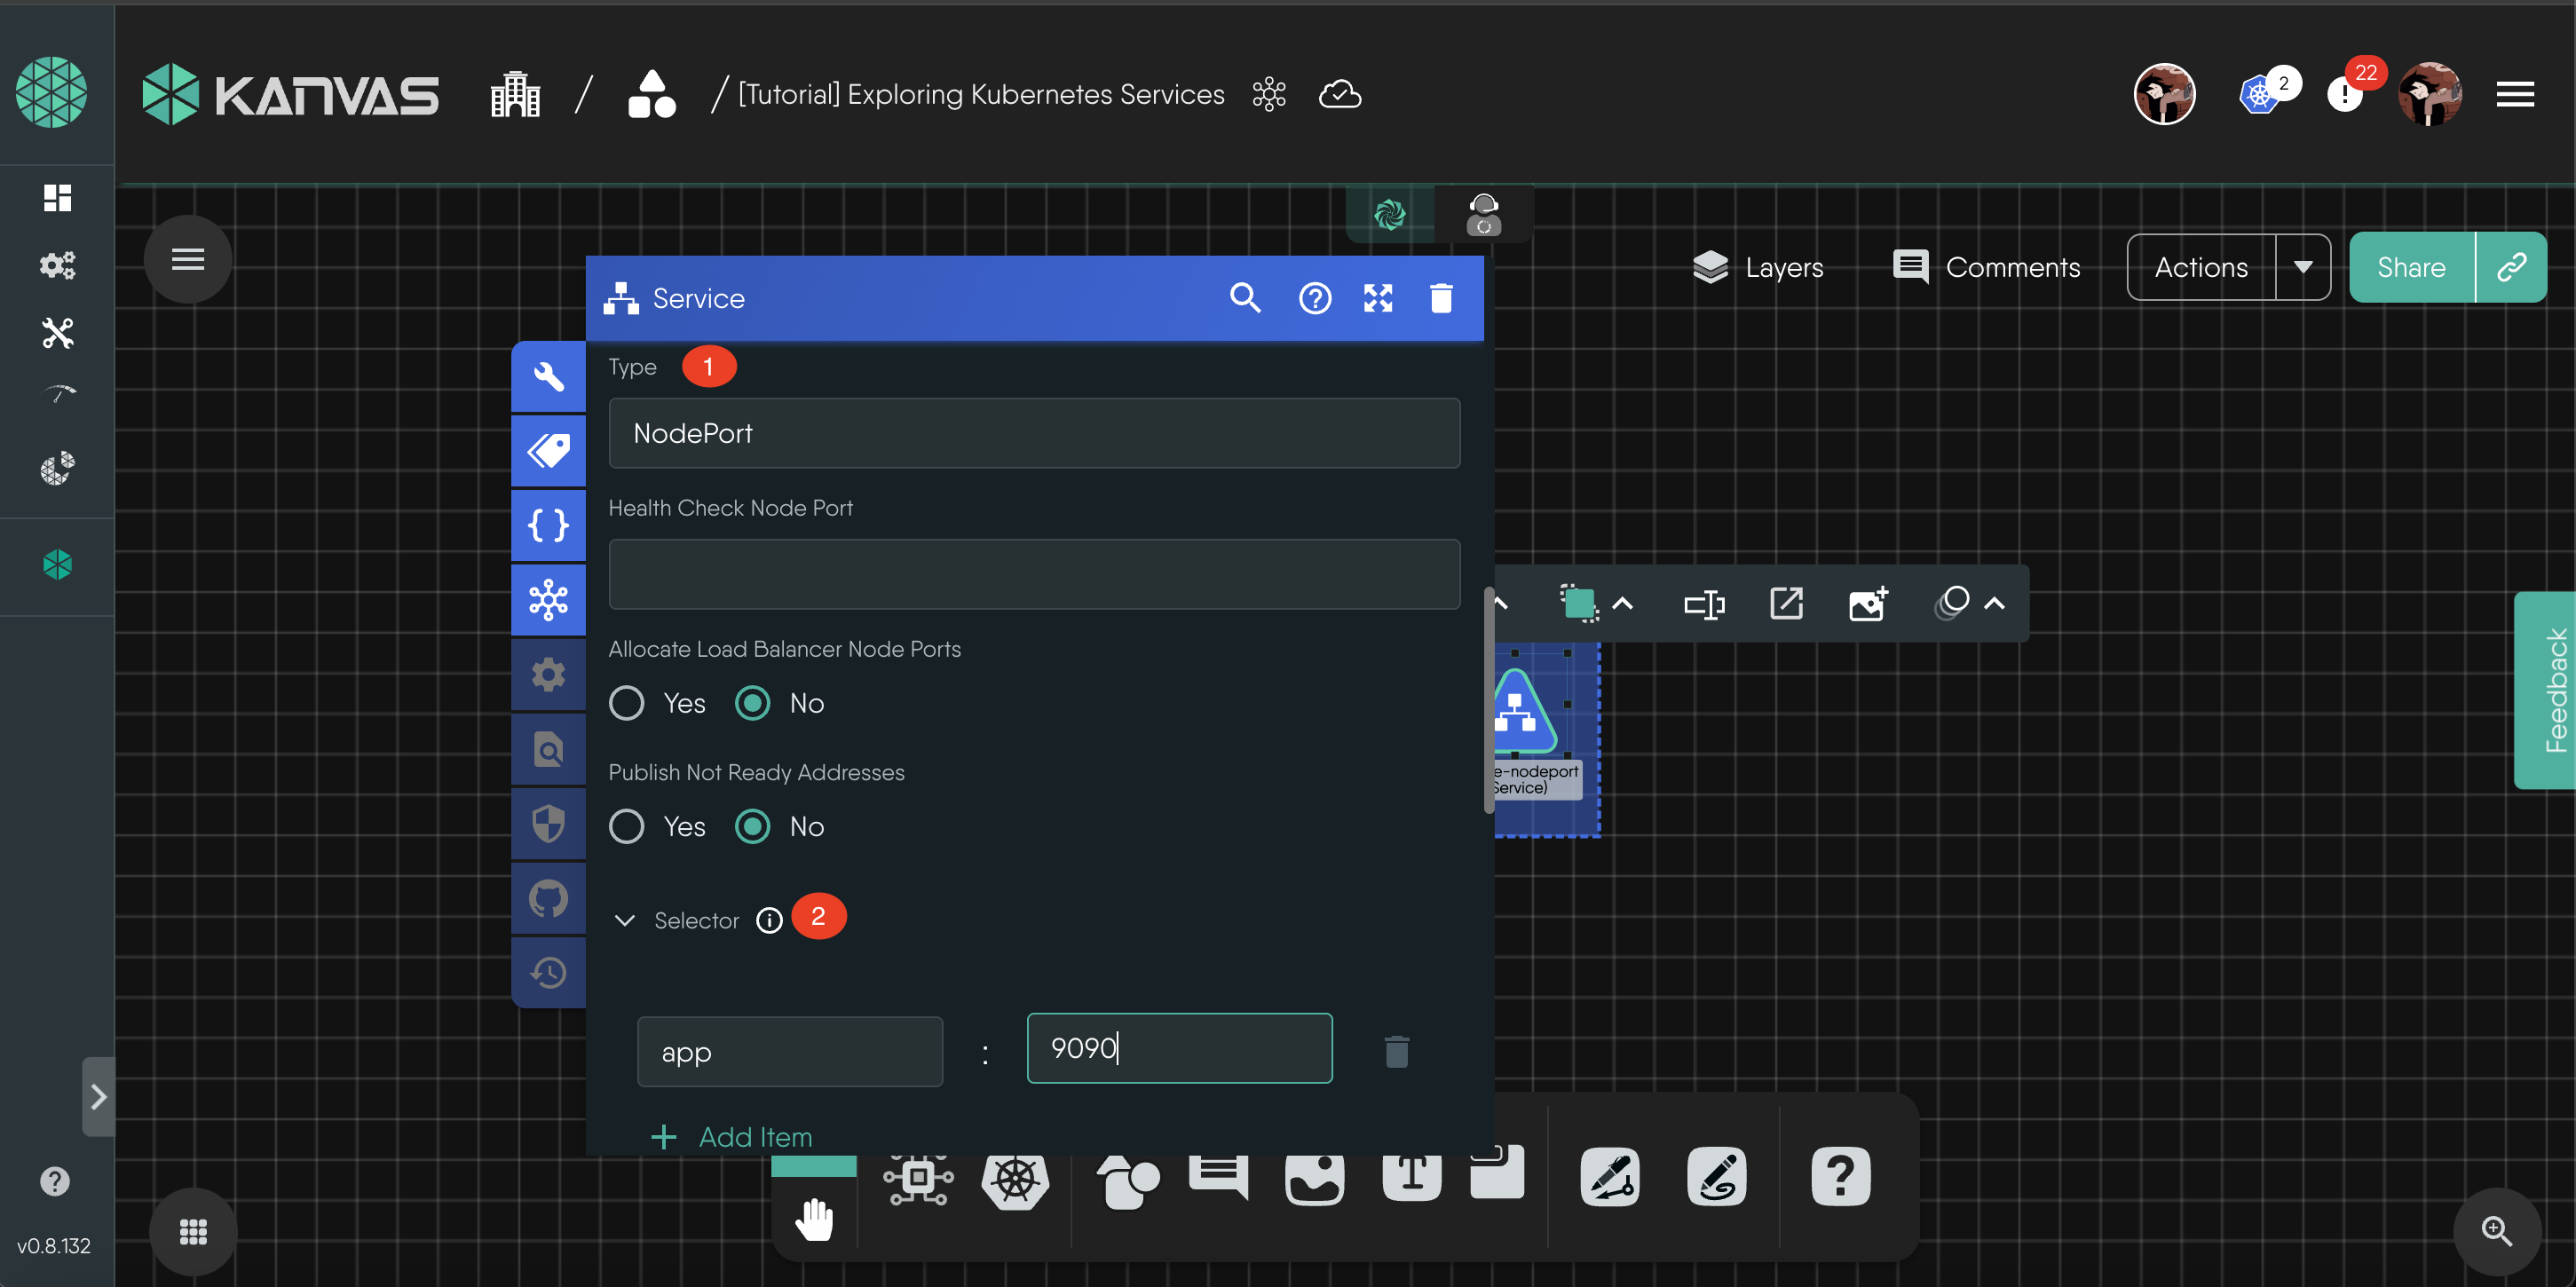 KANVAS
/ / [Tutorial] Exploring Kubernetes Services
2
22
Layers
Comments
Actions
Share
Service
Type 1
NodePort
Health Check Node Port
Allocate Load Balancer Node Ports
Yes No
Publish Not Ready Addresses
Yes No
Selector 2
app : 9090
+ Add Item
e-nodeport
Service)
Feedback
v0.8.132